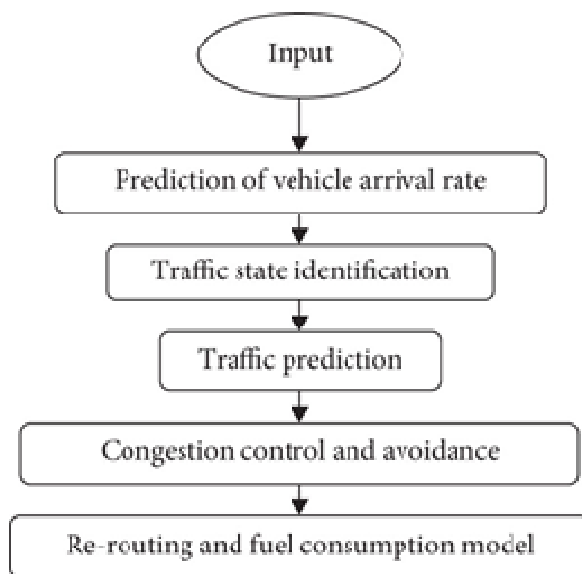 Input
Prediction of vehicle arrival rate
Traffic state identification
Traffic prediction
Congestion control and avoidance
Re-routing and fuel consumption model